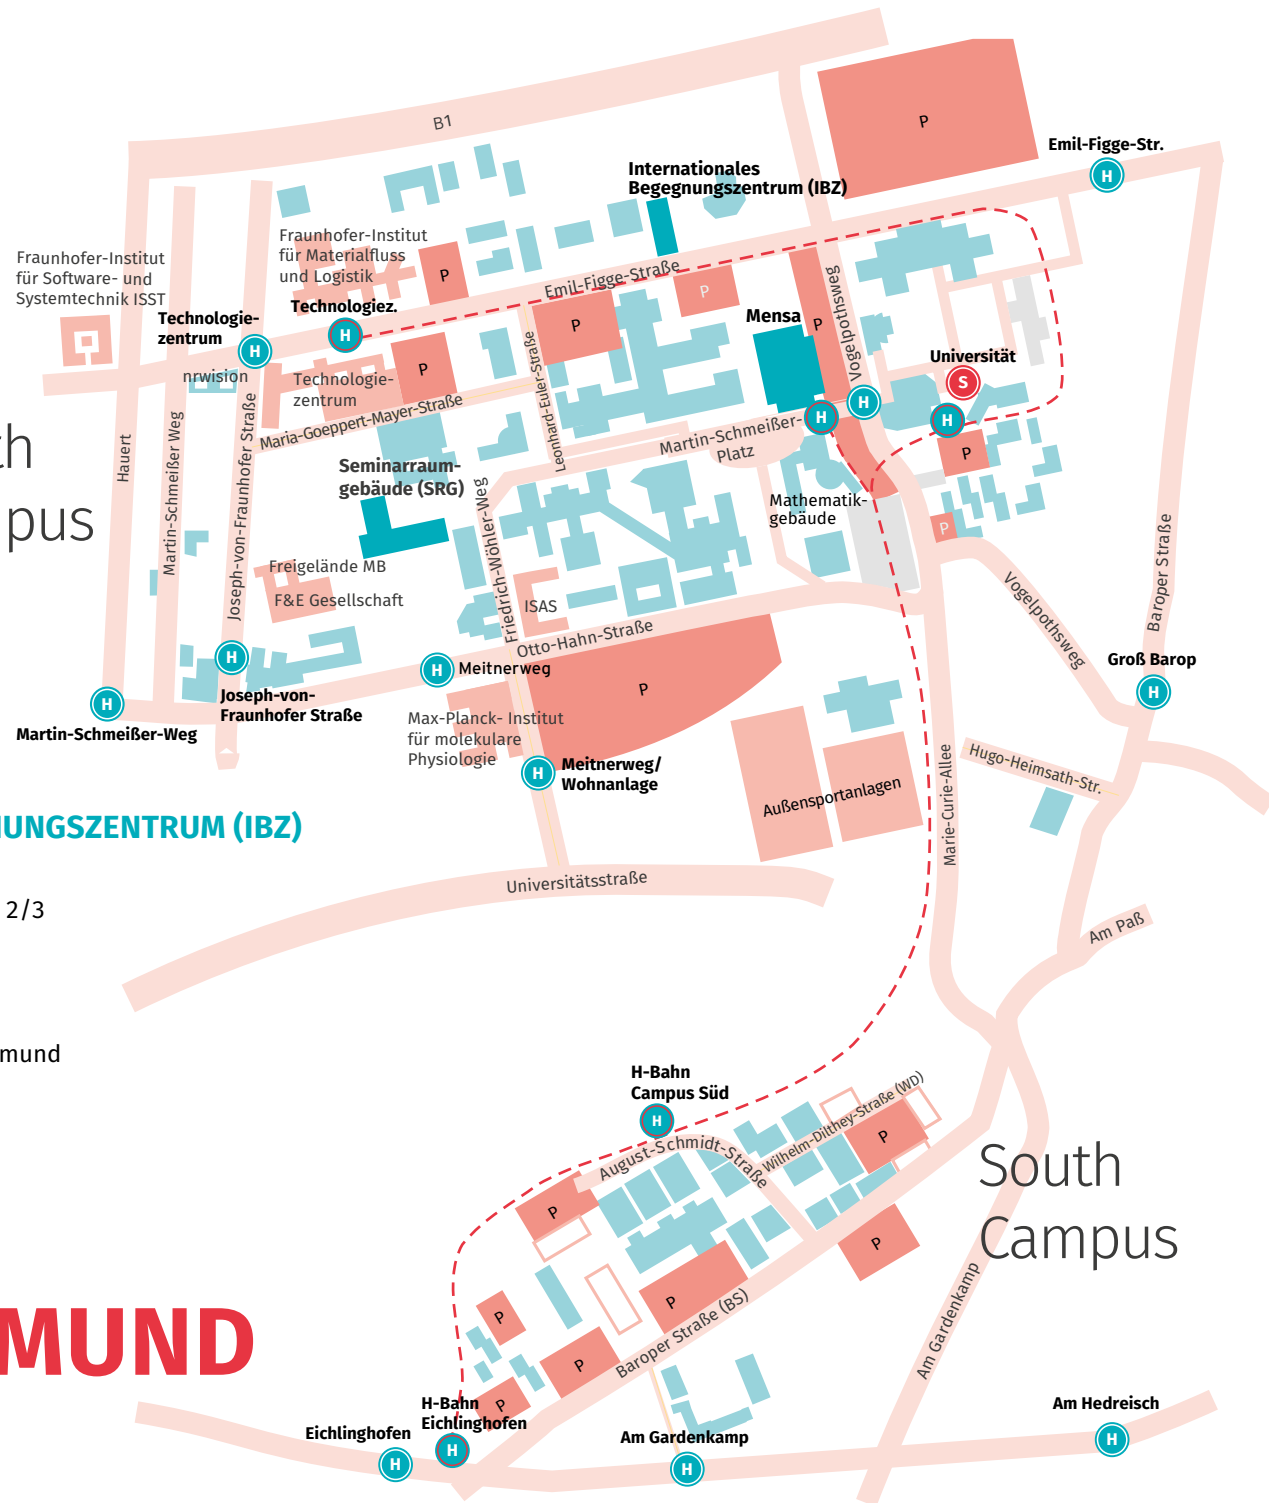 B1
P
Emil-Figge-Str.
H
Internationales
Begegnungszentrum (IBZ)
Fraunhofer-Institut
für Materialfluss
und Logistik
Fraunhofer-Institut
für Software- und
Systemtechnik ISST
P
Emil-Figge-Straße
P
P
P
Technologiez.
H
Technologie-
zentrum
H
Mensa
Vogelpothsweg
Universität
S
nrwision
Technologie-
zentrum
P
Leonhard-Euler-Straße
Maria-Goeppert-Mayer-Straße
H
H
H
Martin-Schmeißer-
Platz
P
th
pus
Hauert
Martin-Schmeißer Weg
Joseph-von-Fraunhofer Straße
Seminarraum-
gebäude (SRG)
Friedrich-Wöhler-Weg
Mathematik-
gebäude
P
Freigelände MB
F&E Gesellschaft
ISAS
Otto-Hahn-Straße
Vogelpothsweg
Baroper Straße
Groß Barop
H
H
Joseph-von-
Fraunhofer Straße
H
Meitnerweg
P
H
Martin-Schmeißer-Weg
Max-Planck- Institut
für molekulare
Physiologie
H
Meitnerweg/
Wohnanlage
Außensportanlagen
Marie-Curie-Allee
Hugo-Heimsath-Str.
NUNGSZENTRUM (IBZ)
Universitätsstraße
2/3
Am Paß
mund
H-Bahn
Campus Süd
H
August-Schmidt-Straße
Wilhelm-Dilthey-Straße (WD)
P
South
Campus
P
P
P
P
P
Baroper Straße (BS)
Am Gardenkamp
MUND
P
H-Bahn
Eichlinghofen
H
Eichlinghofen
H
Am Gardenkamp
H
Am Hedreisch
H